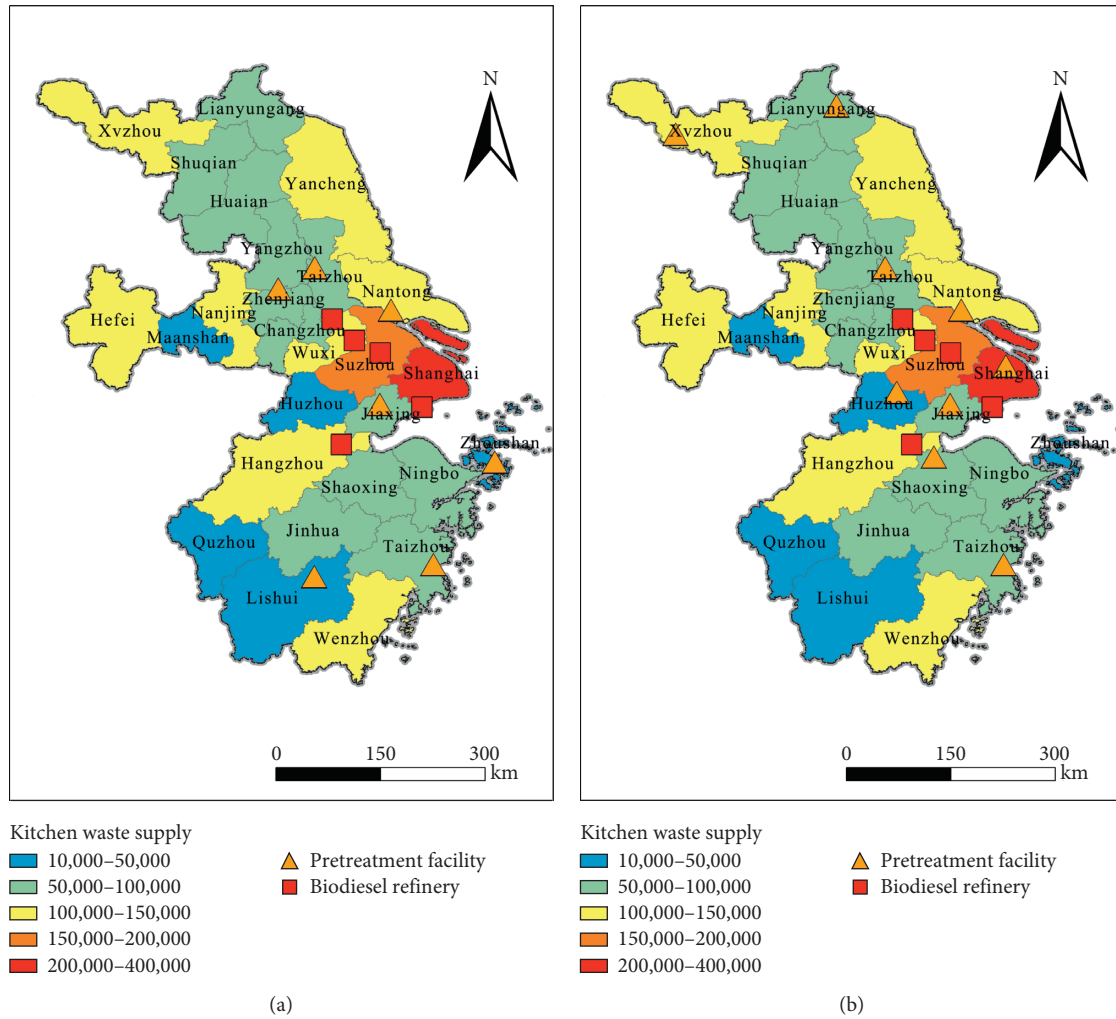 N
Lianyungang
Xvzhou
Shuqian
Yancheng
Huaian
Yangzhou
Taizhou
Nantong
Zhenjiang
Hefei
Nanjing
Maanshan
Changzhou
Wuxi
Suzhou
Shanghai
Huzhou
Jiaxing
Zhoushan
Hangzhou
Ningbo
Shaoxing
Jinhua
Quzhou
Taizhou
Lishui
Wenzhou
0 150 300
km
Kitchen waste supply
10,000–50,000
50,000–100,000
100,000–150,000
150,000–200,000
200,000–400,000
Pretreatment facility
Biodiesel refinery
(a)
N
Lianyungang
Xvzhou
Shuqian
Yancheng
Huaian
Yangzhou
Taizhou
Nantong
Zhenjiang
Hefei
Nanjing
Maanshan
Changzhou
Wuxi
Suzhou
Shanghai
Huzhou
Jiaxing
Zhoushan
Hangzhou
Ningbo
Shaoxing
Jinhua
Quzhou
Taizhou
Lishui
Wenzhou
0 150 300
km
Kitchen waste supply
10,000–50,000
50,000–100,000
100,000–150,000
150,000–200,000
200,000–400,000
Pretreatment facility
Biodiesel refinery
(b)